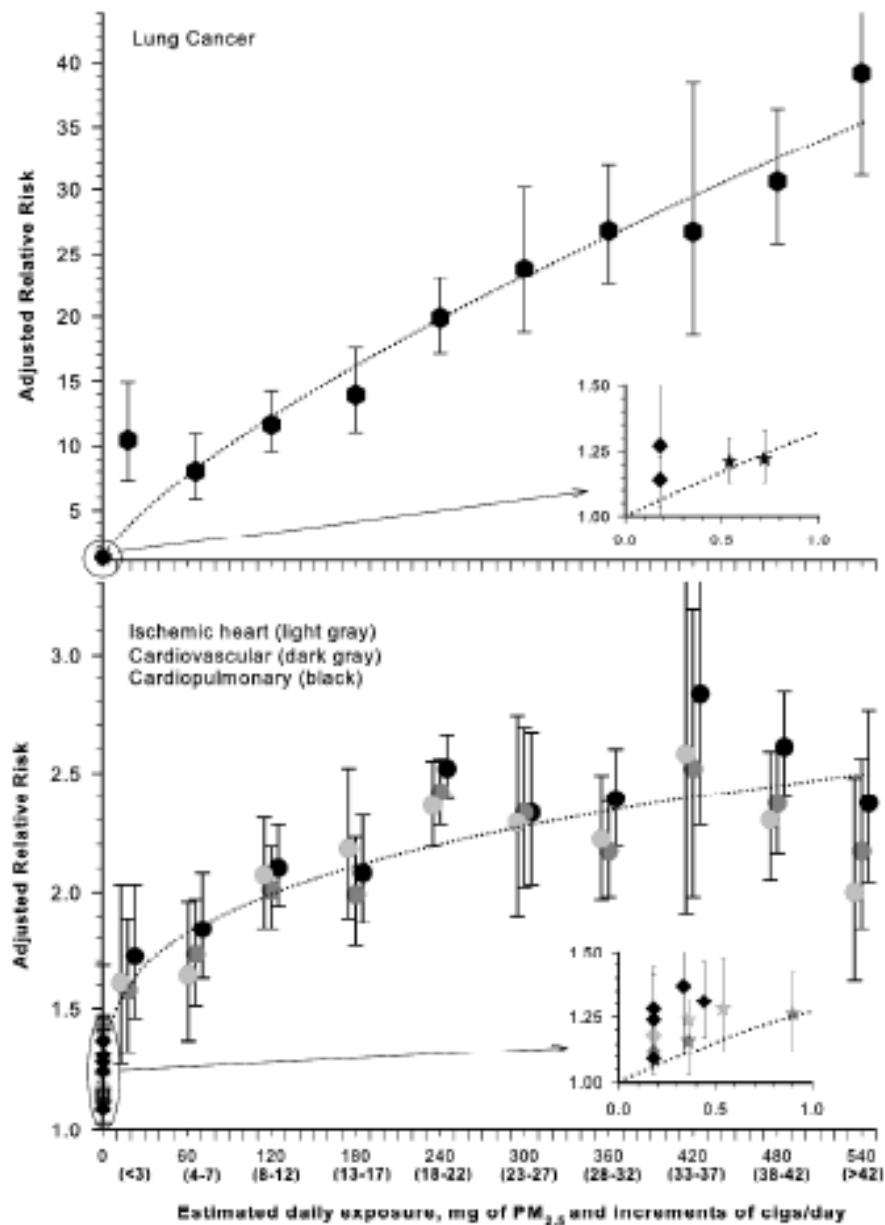 Lung Cancer
40
35
30
25
20
15
10
5
Adjusted Relative Risk
1.50
1.25
1.00
0.0 0.5 1.0
Ischemic heart (light gray)
Cardiovascular (dark gray)
Cardiopulmonary (black)
3.0
2.5
2.0
1.5
1.0
Adjusted Relative Risk
1.50
1.25
1.00
0.0 0.5 1.0
0 60 120 180 240 300 360 420 480 540
(<3) (4-7) (8-12) (13-17) (18-22) (23-27) (28-32) (33-37) (38-42) (>42)
Estimated daily exposure, mg of PM2.5 and increments of cigs/day